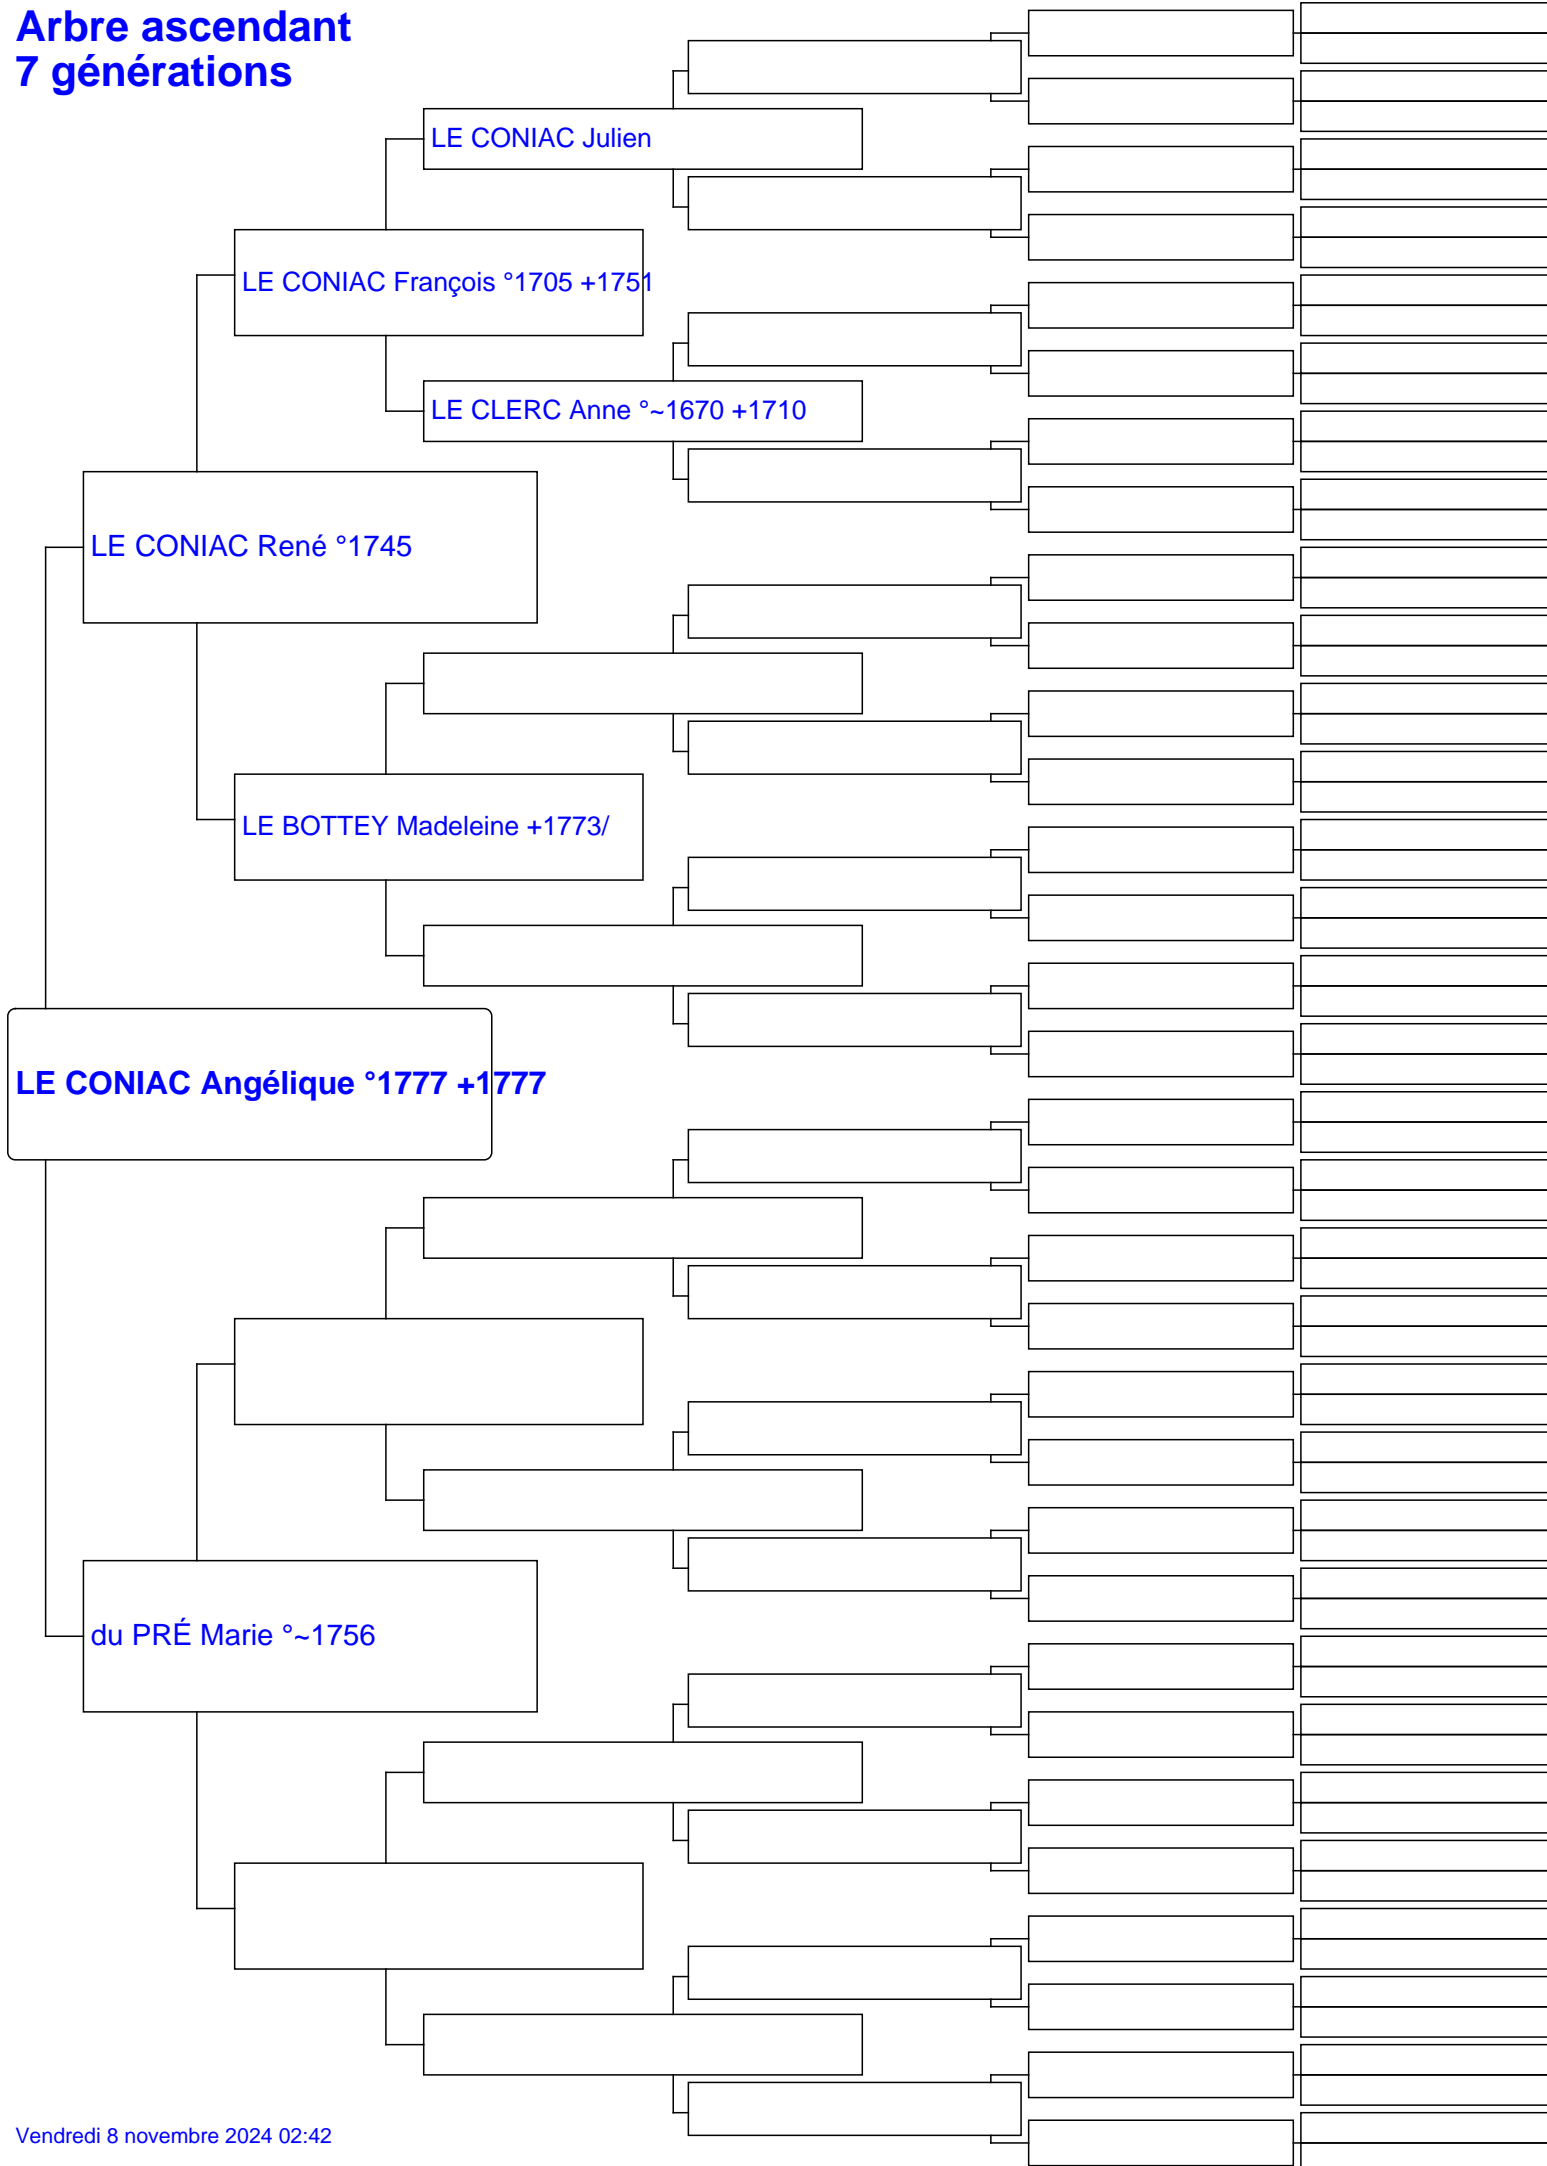 Arbre ascendant
7 générations
LE CONIAC Julien
LE CONIAC François °1705 +1751
LE CLERC Anne °~1670 +1710
LE CONIAC René °1745
LE BOTTEY Madeleine +1773/
LE CONIAC Angélique °1777 +1777
du PRÉ Marie °~1756
Vendredi 8 novembre 2024 02:42